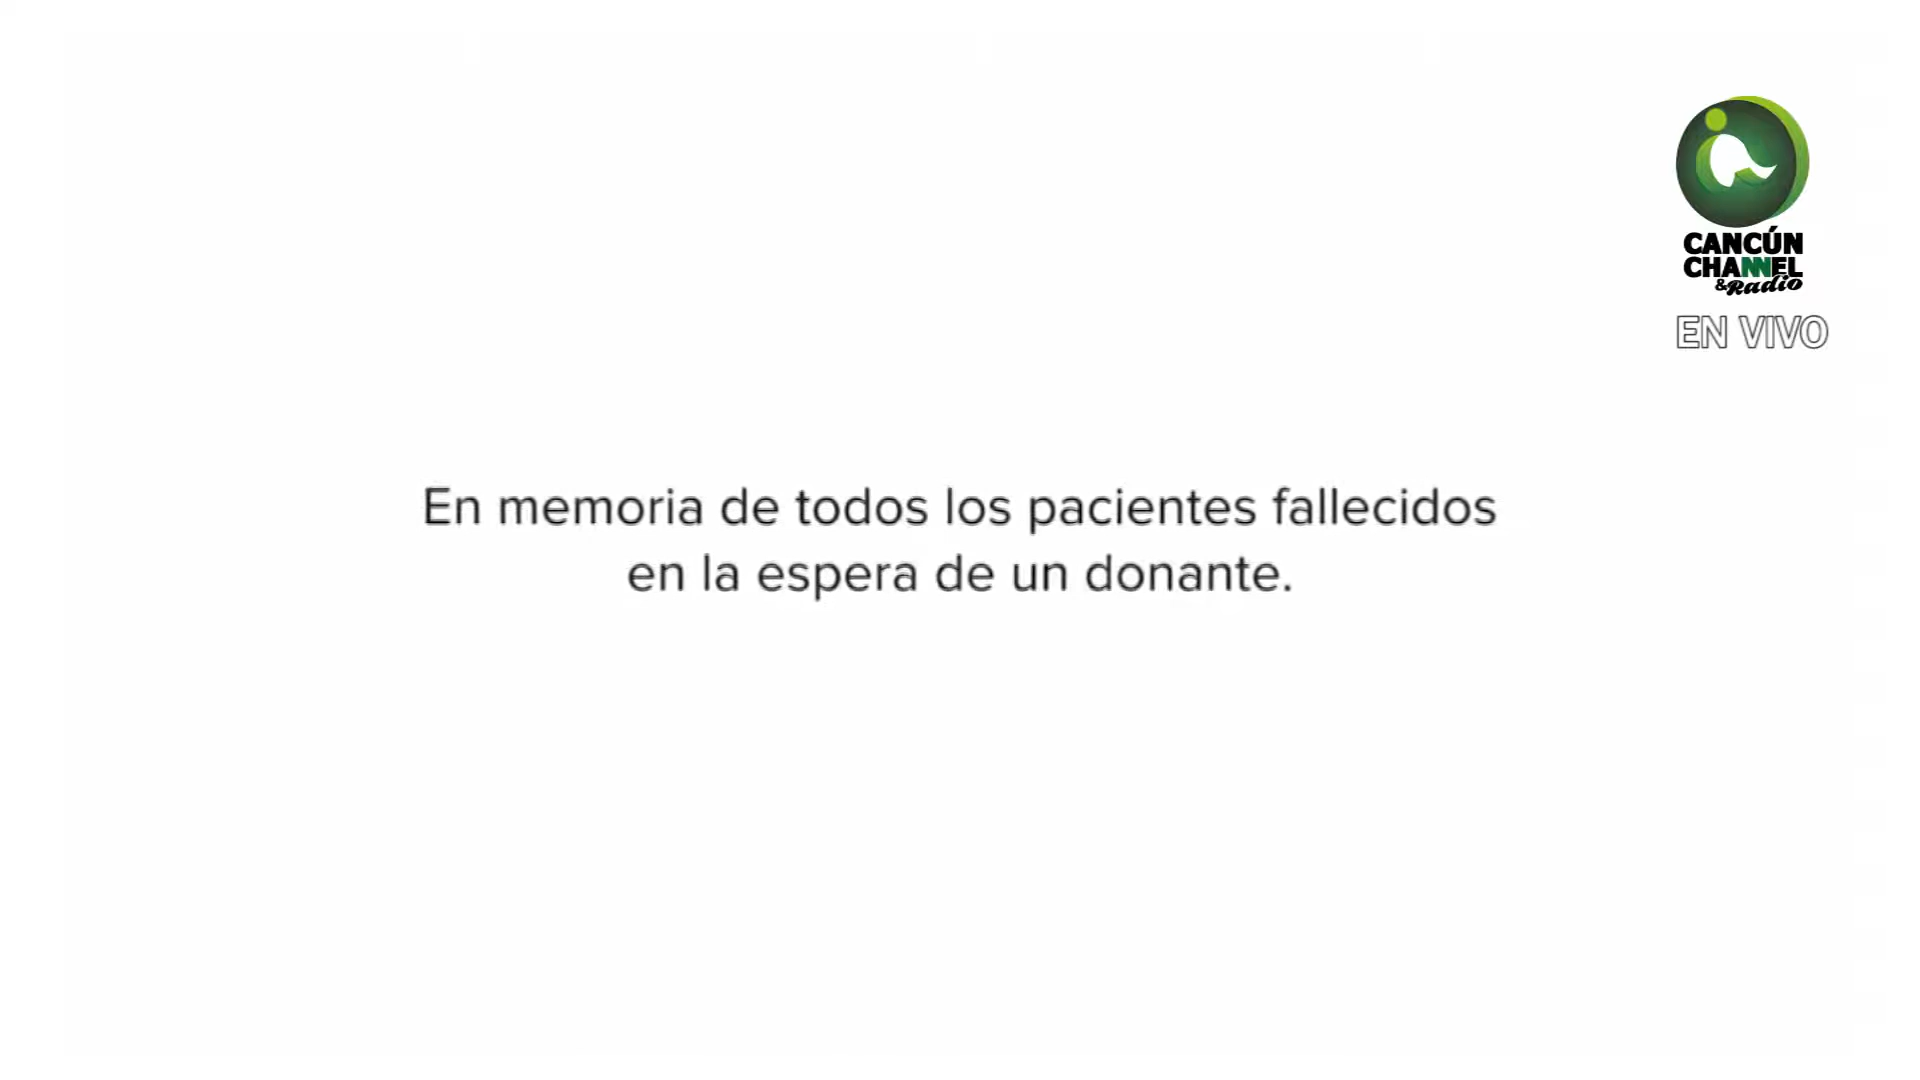 CANCÚN
CHANNEL
&Radio
EN VIVO
En memoria de todos los pacientes fallecidos
en la espera de un donante.